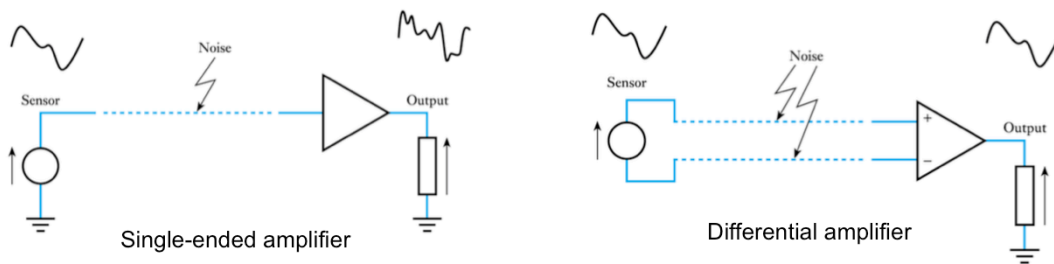 Noise
Sensor
Output
Single-ended amplifier
Noise
Sensor
+
−
Output
Differential amplifier